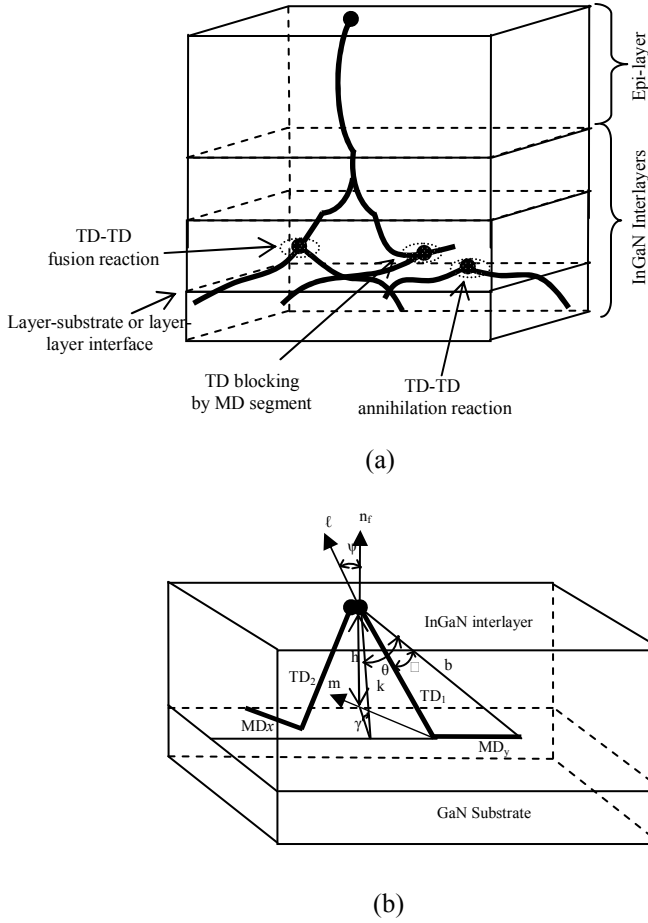 Epi-layer
InGaN Interlayers
TD-TD
fusion reaction
Layer-substrate or layer-
layer interface
TD blocking
by MD segment
TD-TD
annihilation reaction
(a)
ℓ
n_f
ψ
InGaN interlayer
h
θ
b
TD_2
m
k
TD_1
γ
MDx
MD_y
GaN Substrate
(b)